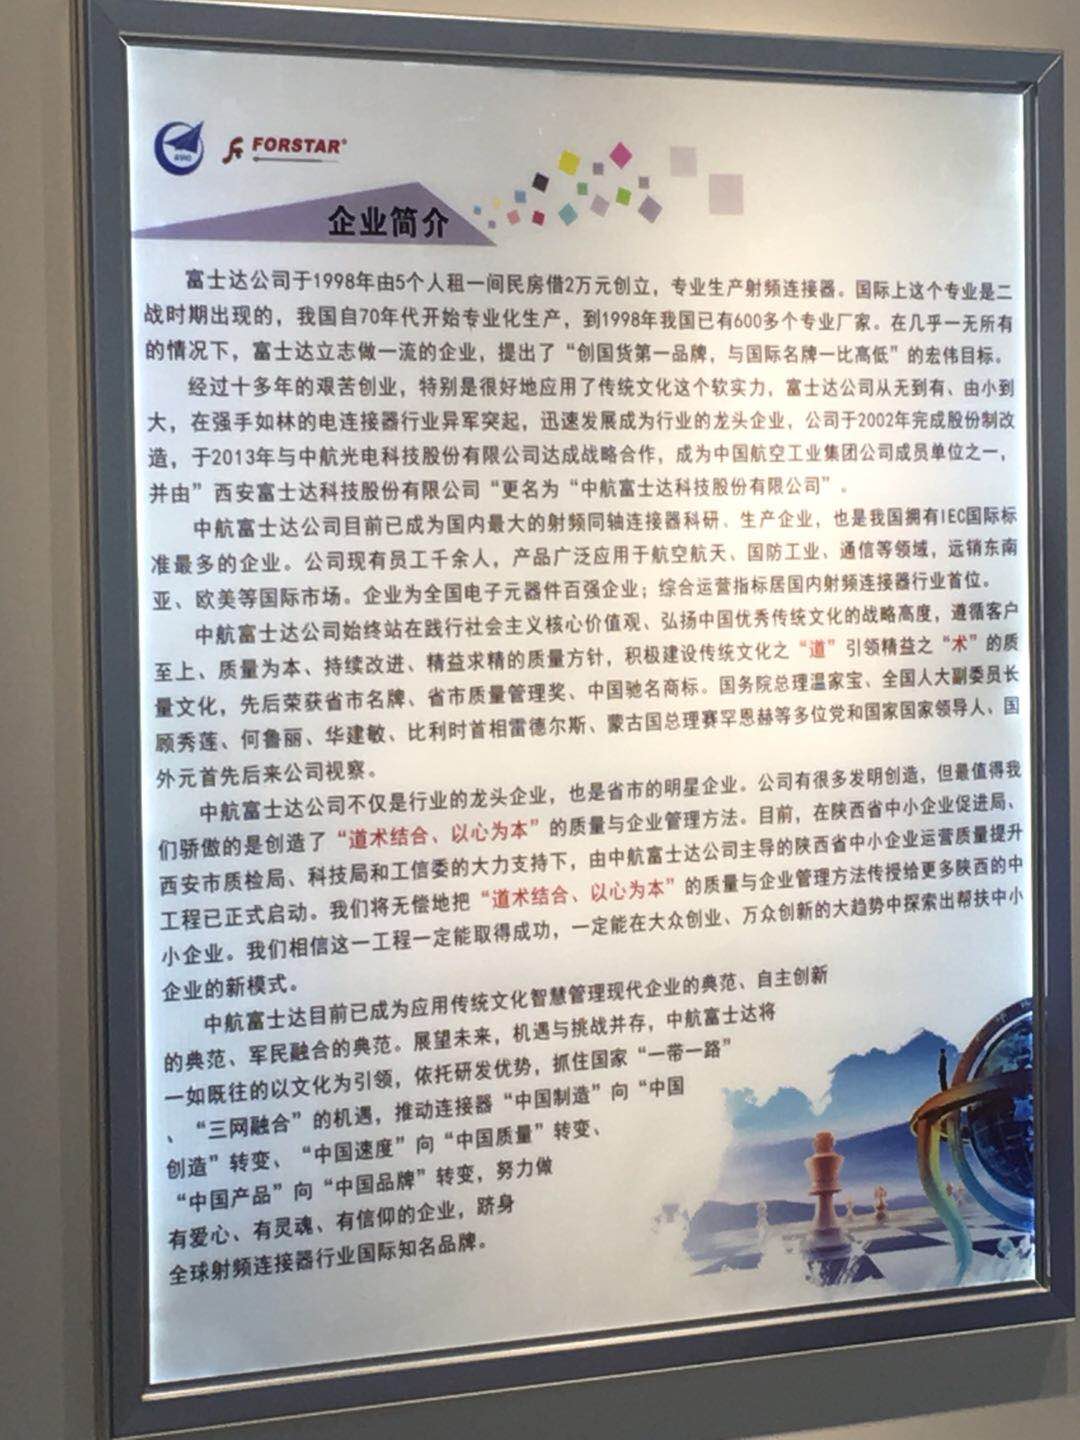 AVIC
FORSTAR®
企业简介
富士达公司于1998年由5个人租一间民房借2万元创立，专业生产射频连接器。国际上这个专业是二
战时期出现的，我国自70年代开始专业化生产，到1998年我国已有600多个专业厂家。在几乎一无所有
的情况下，富士达立志做一流的企业，提出了“创国货第一品牌，与国际名牌一比高低”的宏伟目标。
经过十多年的艰苦创业，特别是很好地应用了传统文化这个软实力，富士达公司从无到有、由小到
大，在强手如林的电连接器行业异军突起，迅速发展成为行业的龙头企业，公司于2002年完成股份制改
造，于2013年与中航光电科技股份有限公司达成战略合作，成为中国航空工业集团公司成员单位之一，
并由”西安富士达科技股份有限公司“更名为“中航富士达科技股份有限公司”。
中航富士达公司目前已成为国内最大的射频同轴连接器科研、生产企业，也是我国拥有IEC国际标
准最多的企业。公司现有员工千余人，产品广泛应用于航空航天、国防工业、通信等领域，远销东南
亚、欧美等国际市场。企业为全国电子元器件百强企业；综合运营指标居国内射频连接器行业首位。
中航富士达公司始终站在践行社会主义核心价值观、弘扬中国优秀传统文化的战略高度，遵循客户
至上、质量为本、持续改进、精益求精的质量方针，积极建设传统文化之“道”引领精益之“术”的质
量文化，先后荣获省市名牌、省市质量管理奖、中国驰名商标。国务院总理温家宝、全国人大副委员长
顾秀莲、何鲁丽、华建敏、比利时首相雷德尔斯、蒙古国总理赛罕恩赫等多位党和国家国家领导人、国
外元首先后来公司视察。
中航富士达公司不仅是行业的龙头企业，也是省市的明星企业。公司有很多发明创造，但最值得我
们骄傲的是创造了“道术结合、以心为本”的质量与企业管理方法。目前，在陕西省中小企业促进局、
西安市质检局、科技局和工信委的大力支持下，由中航富士达公司主导的陕西省中小企业运营质量提升
工程已正式启动。我们将无偿地把“道术结合、以心为本”的质量与企业管理方法传授给更多陕西的中
小企业。我们相信这一工程一定能取得成功，一定能在大众创业、万众创新的大趋势中探索出帮扶中小
企业的新模式。
中航富士达目前已成为应用传统文化智慧管理现代企业的典范、自主创新
的典范、军民融合的典范。展望未来，机遇与挑战并存，中航富士达将
一如既往的以文化为引领，依托研发优势，抓住国家“一带一路”
、“三网融合”的机遇，推动连接器“中国制造”向“中国
创造”转变、“中国速度”向“中国质量”转变、
“中国产品”向“中国品牌”转变，努力做
有爱心、有灵魂、有信仰的企业，跻身
全球射频连接器行业国际知名品牌。